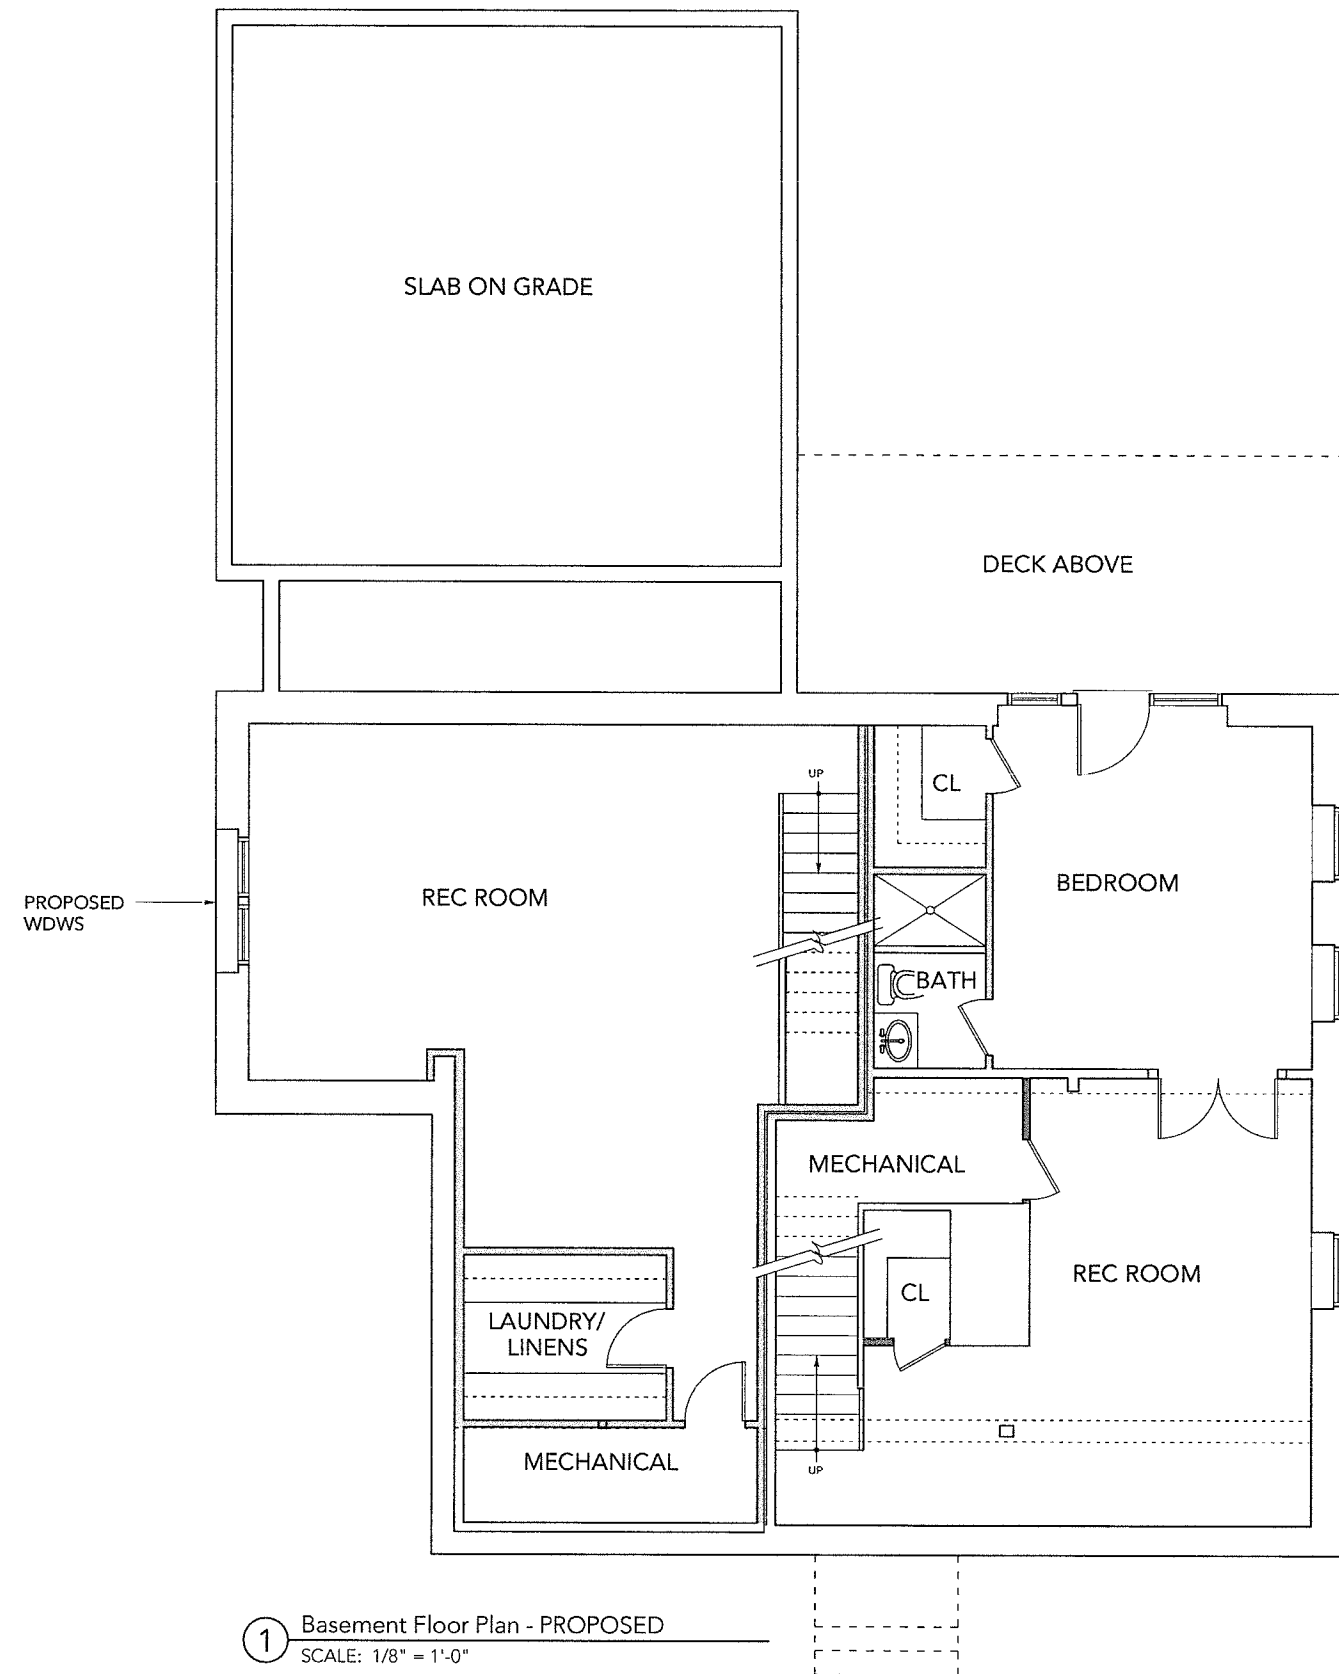 SLAB ON GRADE
DECK ABOVE
UP
CL
BEDROOM
REC ROOM
PROPOSED
WDWS
BATH
MECHANICAL
REC ROOM
CL
LAUNDRY/
LINENS
MECHANICAL
UP
1
Basement Floor Plan - PROPOSED
SCALE: 1/8" = 1'-0"